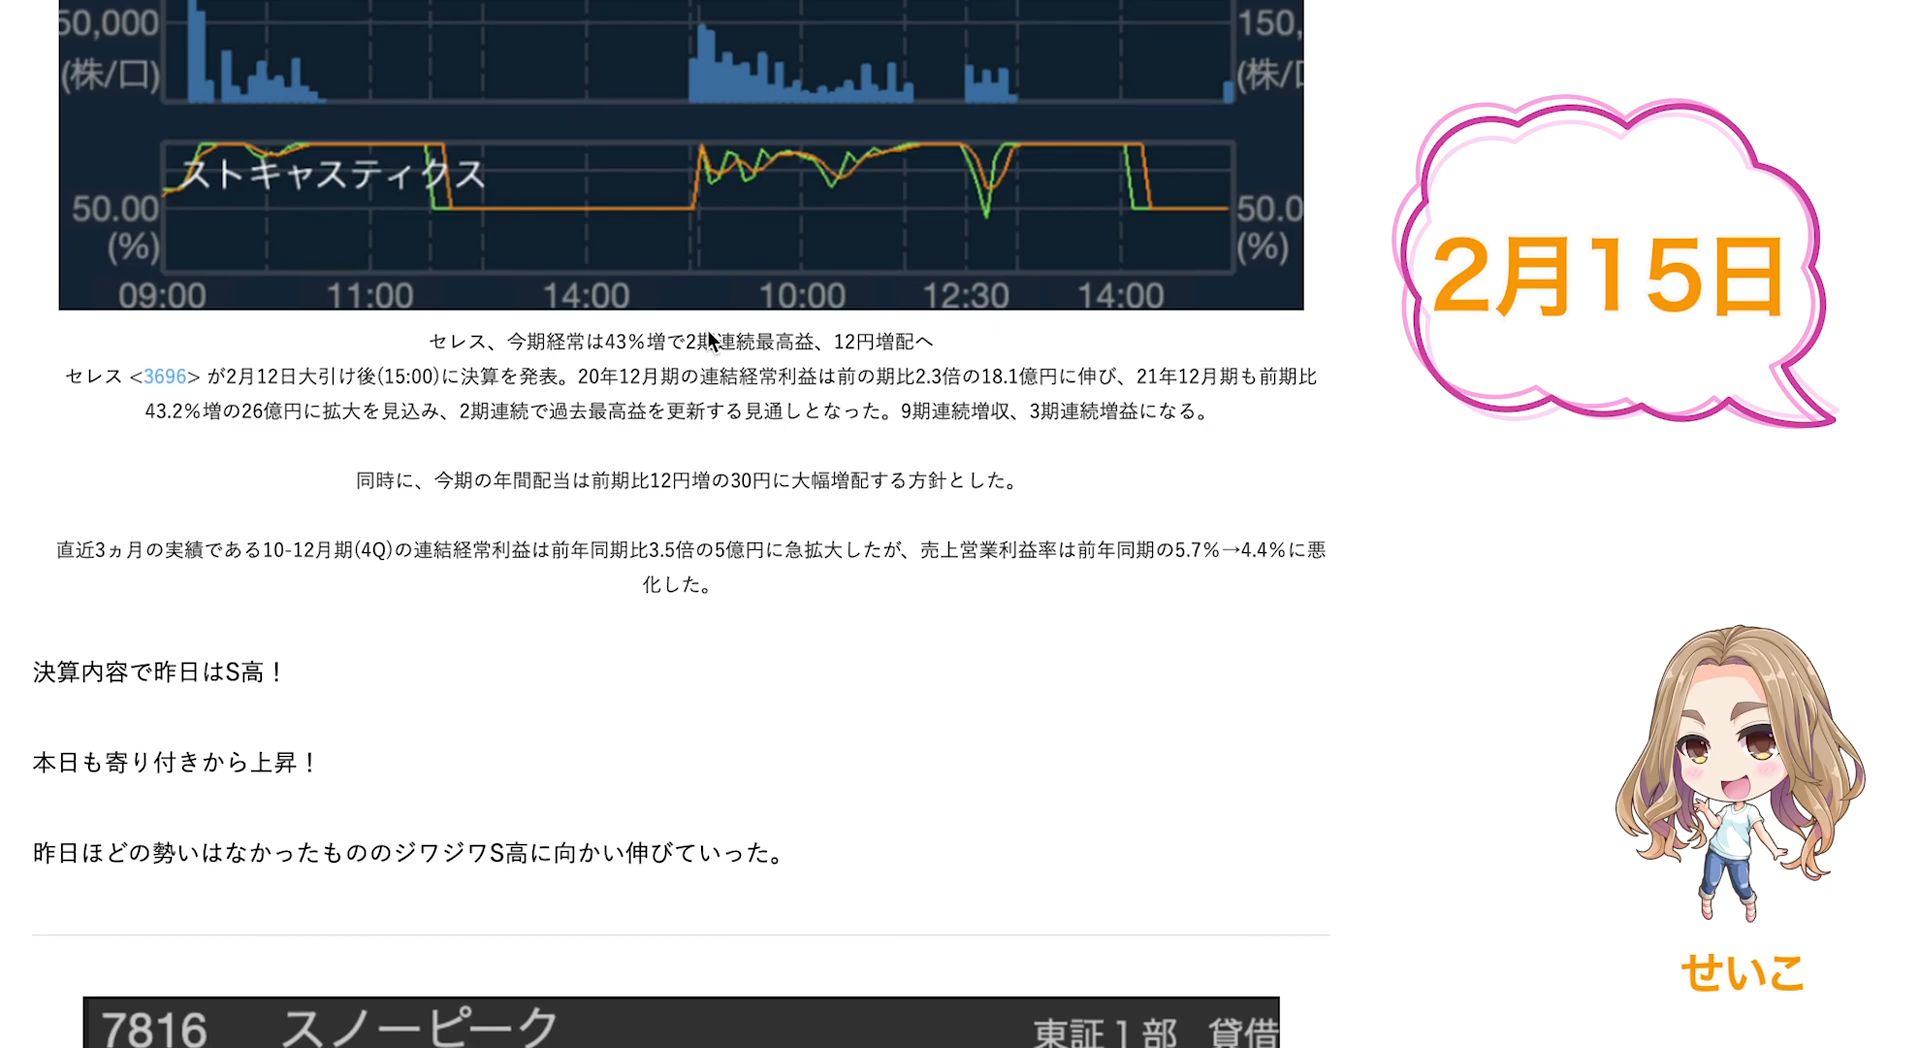 50,000
150,
(株/口)
(株/
ストキャスティクス
50.00
50.0
(%)
(%)
09:00 11:00 14:00 10:00 12:30 14:00
セレス、今期経常は43%増で2期連続最高益、12円増配へ
セレス <3696> が2月12日大引け後(15:00)に決算を発表。20年12月期の連結経常利益は前の期比2.3倍の18.1億円に伸び、21年12月期も前期比
43.2%増の26億円に拡大を見込み、2期連続で過去最高益を更新する見通しとなった。9期連続増収、3期連続増益になる。
同時に、今期の年間配当は前期比12円増の30円に大幅増配する方針とした。
直近3ヵ月の実績である10-12月期(4Q)の連結経常利益は前年同期比3.5倍の5億円に急拡大したが、売上営業利益率は前年同期の5.7%→4.4%に悪
化した。
決算内容で昨日はS高！
本日も寄り付きから上昇！
昨日ほどの勢いはなかったもののジワジワS高に向かい伸びていった。
7816 スノーピーク 東証１部 貸借
2月15日
せいこ